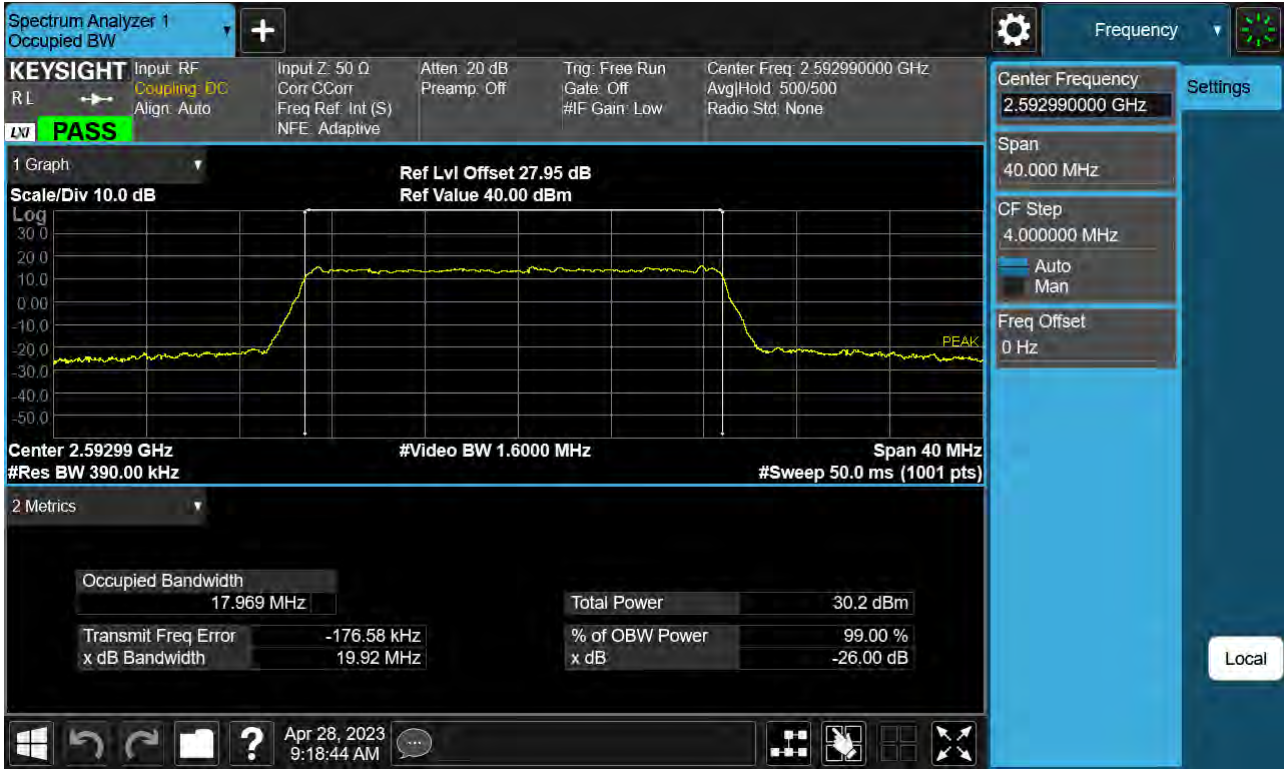 Spectrum Analyzer 1
Occupied BW
+
Frequency
KEYSIGHT
RL
LXI
PASS
Input: RF
Coupling: DC
Align: Auto
Input Z: 50 Ω
Corr CCorr
Freq Ref: Int (S)
NFE: Adaptive
Atten: 20 dB
Preamp: Off
Trig: Free Run
Gate: Off
#IF Gain: Low
Center Freq: 2.592990000 GHz
Avg|Hold: 500/500
Radio Std: None
Center Frequency
2.592990000 GHz
Settings
Span
40.000 MHz
CF Step
4.000000 MHz
Auto
Man
Freq Offset
0 Hz
Local
1 Graph
Scale/Div 10.0 dB
Ref Lvl Offset 27.95 dB
Ref Value 40.00 dBm
Log
30.0
20.0
10.0
0.00
-10.0
-20.0
-30.0
-40.0
-50.0
PEAK
Center 2.59299 GHz
#Video BW 1.6000 MHz
Span 40 MHz
#Res BW 390.00 kHz
#Sweep 50.0 ms (1001 pts)
2 Metrics
Occupied Bandwidth
17.969 MHz
Total Power 30.2 dBm
Transmit Freq Error -176.58 kHz
% of OBW Power 99.00 %
x dB Bandwidth 19.92 MHz
x dB -26.00 dB
?
Apr 28, 2023
9:18:44 AM